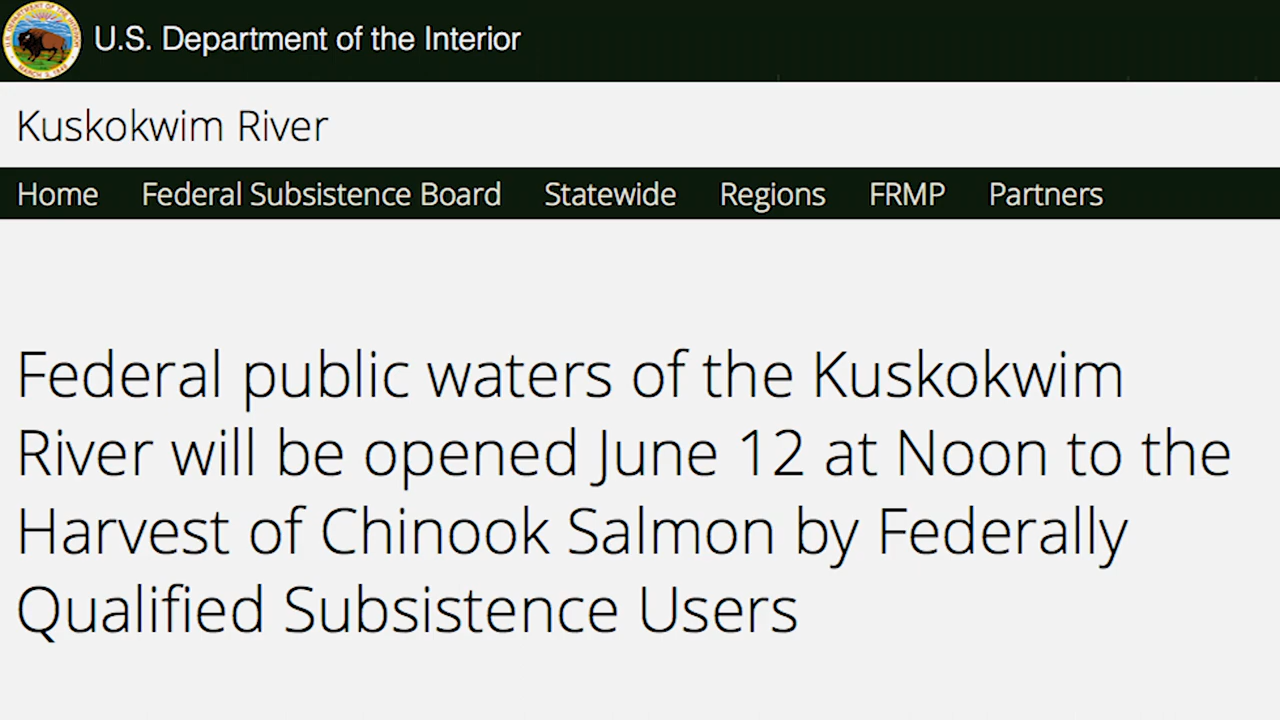 U.S. Department of the Interior
Kuskokwim River
Home Federal Subsistence Board Statewide Regions FRMP Partners
Federal public waters of the Kuskokwim
River will be opened June 12 at Noon to the
Harvest of Chinook Salmon by Federally
Qualified Subsistence Users